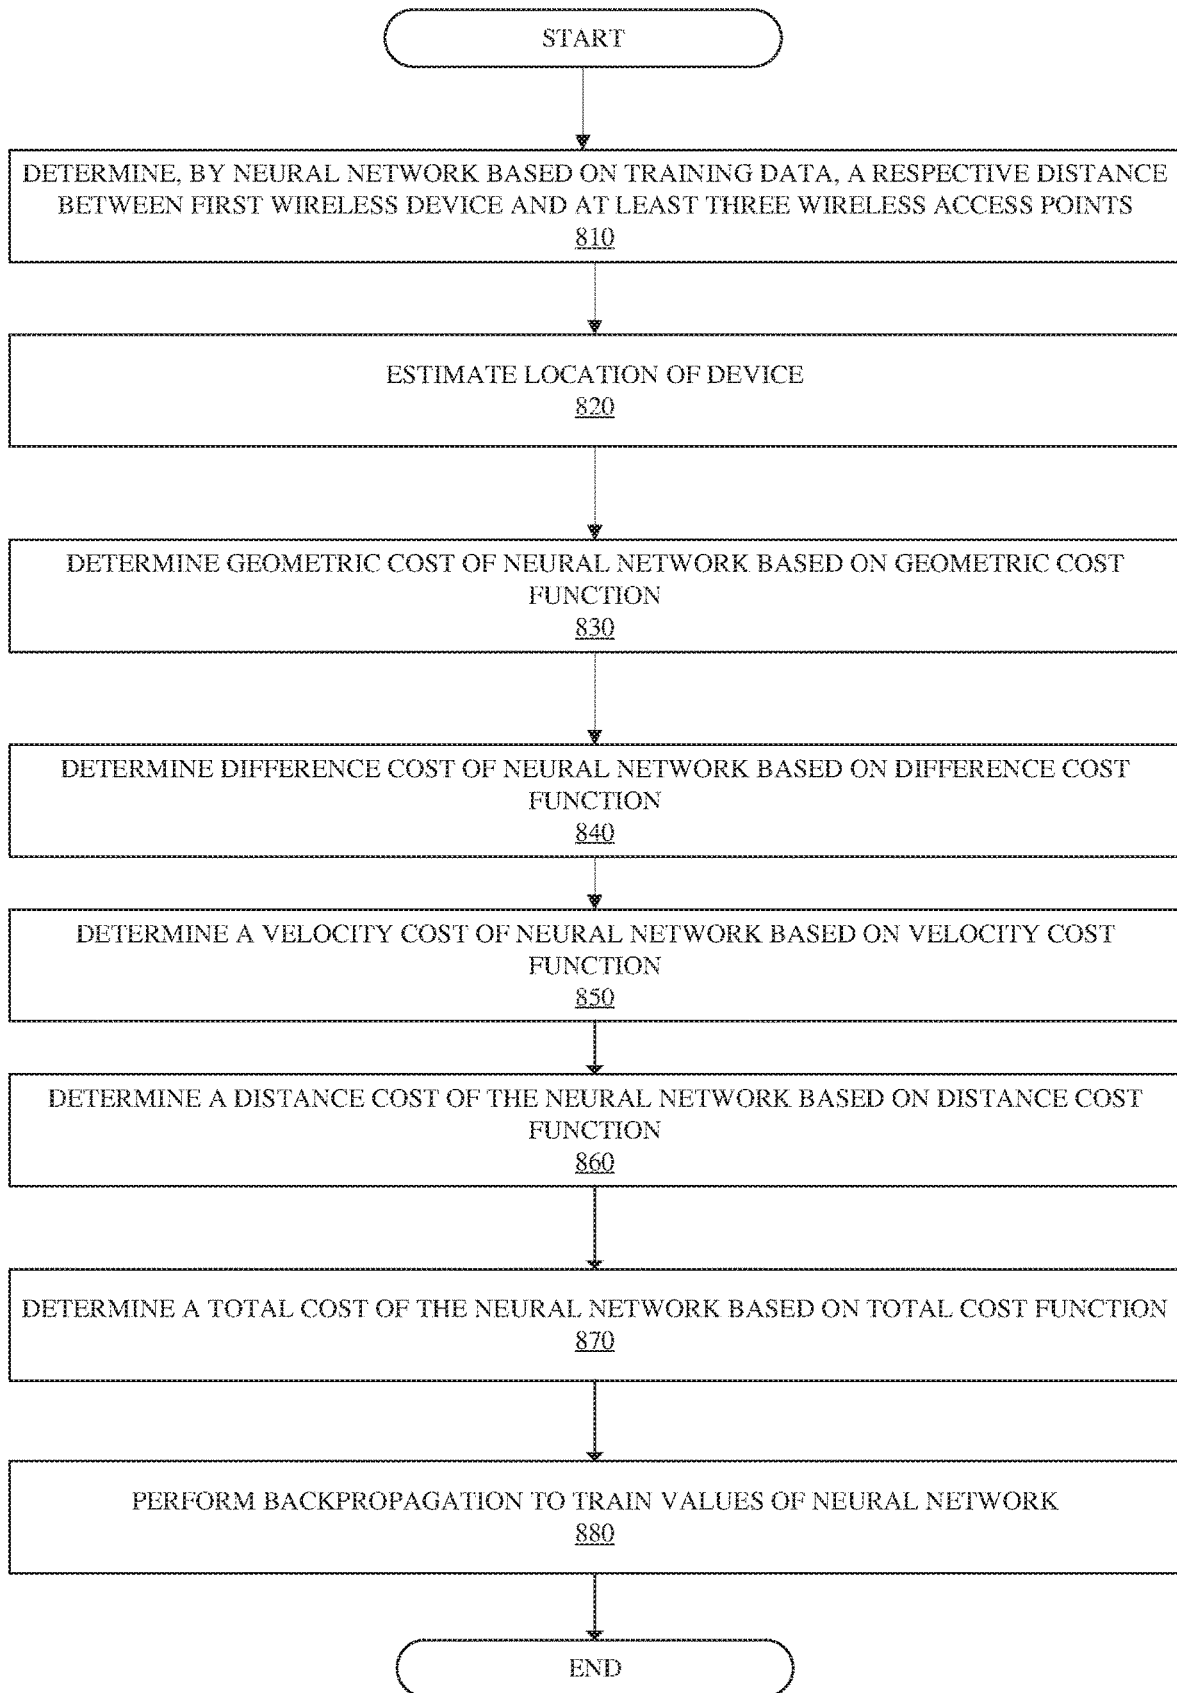 START
DETERMINE, BY NEURAL NETWORK BASED ON TRAINING DATA, A RESPECTIVE DISTANCE
BETWEEN FIRST WIRELESS DEVICE AND AT LEAST THREE WIRELESS ACCESS POINTS
810
ESTIMATE LOCATION OF DEVICE
820
DETERMINE GEOMETRIC COST OF NEURAL NETWORK BASED ON GEOMETRIC COST
FUNCTION
830
DETERMINE DIFFERENCE COST OF NEURAL NETWORK BASED ON DIFFERENCE COST
FUNCTION
840
DETERMINE A VELOCITY COST OF NEURAL NETWORK BASED ON VELOCITY COST
FUNCTION
850
DETERMINE A DISTANCE COST OF THE NEURAL NETWORK BASED ON DISTANCE COST
FUNCTION
860
DETERMINE A TOTAL COST OF THE NEURAL NETWORK BASED ON TOTAL COST FUNCTION
870
PERFORM BACKPROPAGATION TO TRAIN VALUES OF NEURAL NETWORK
880
END